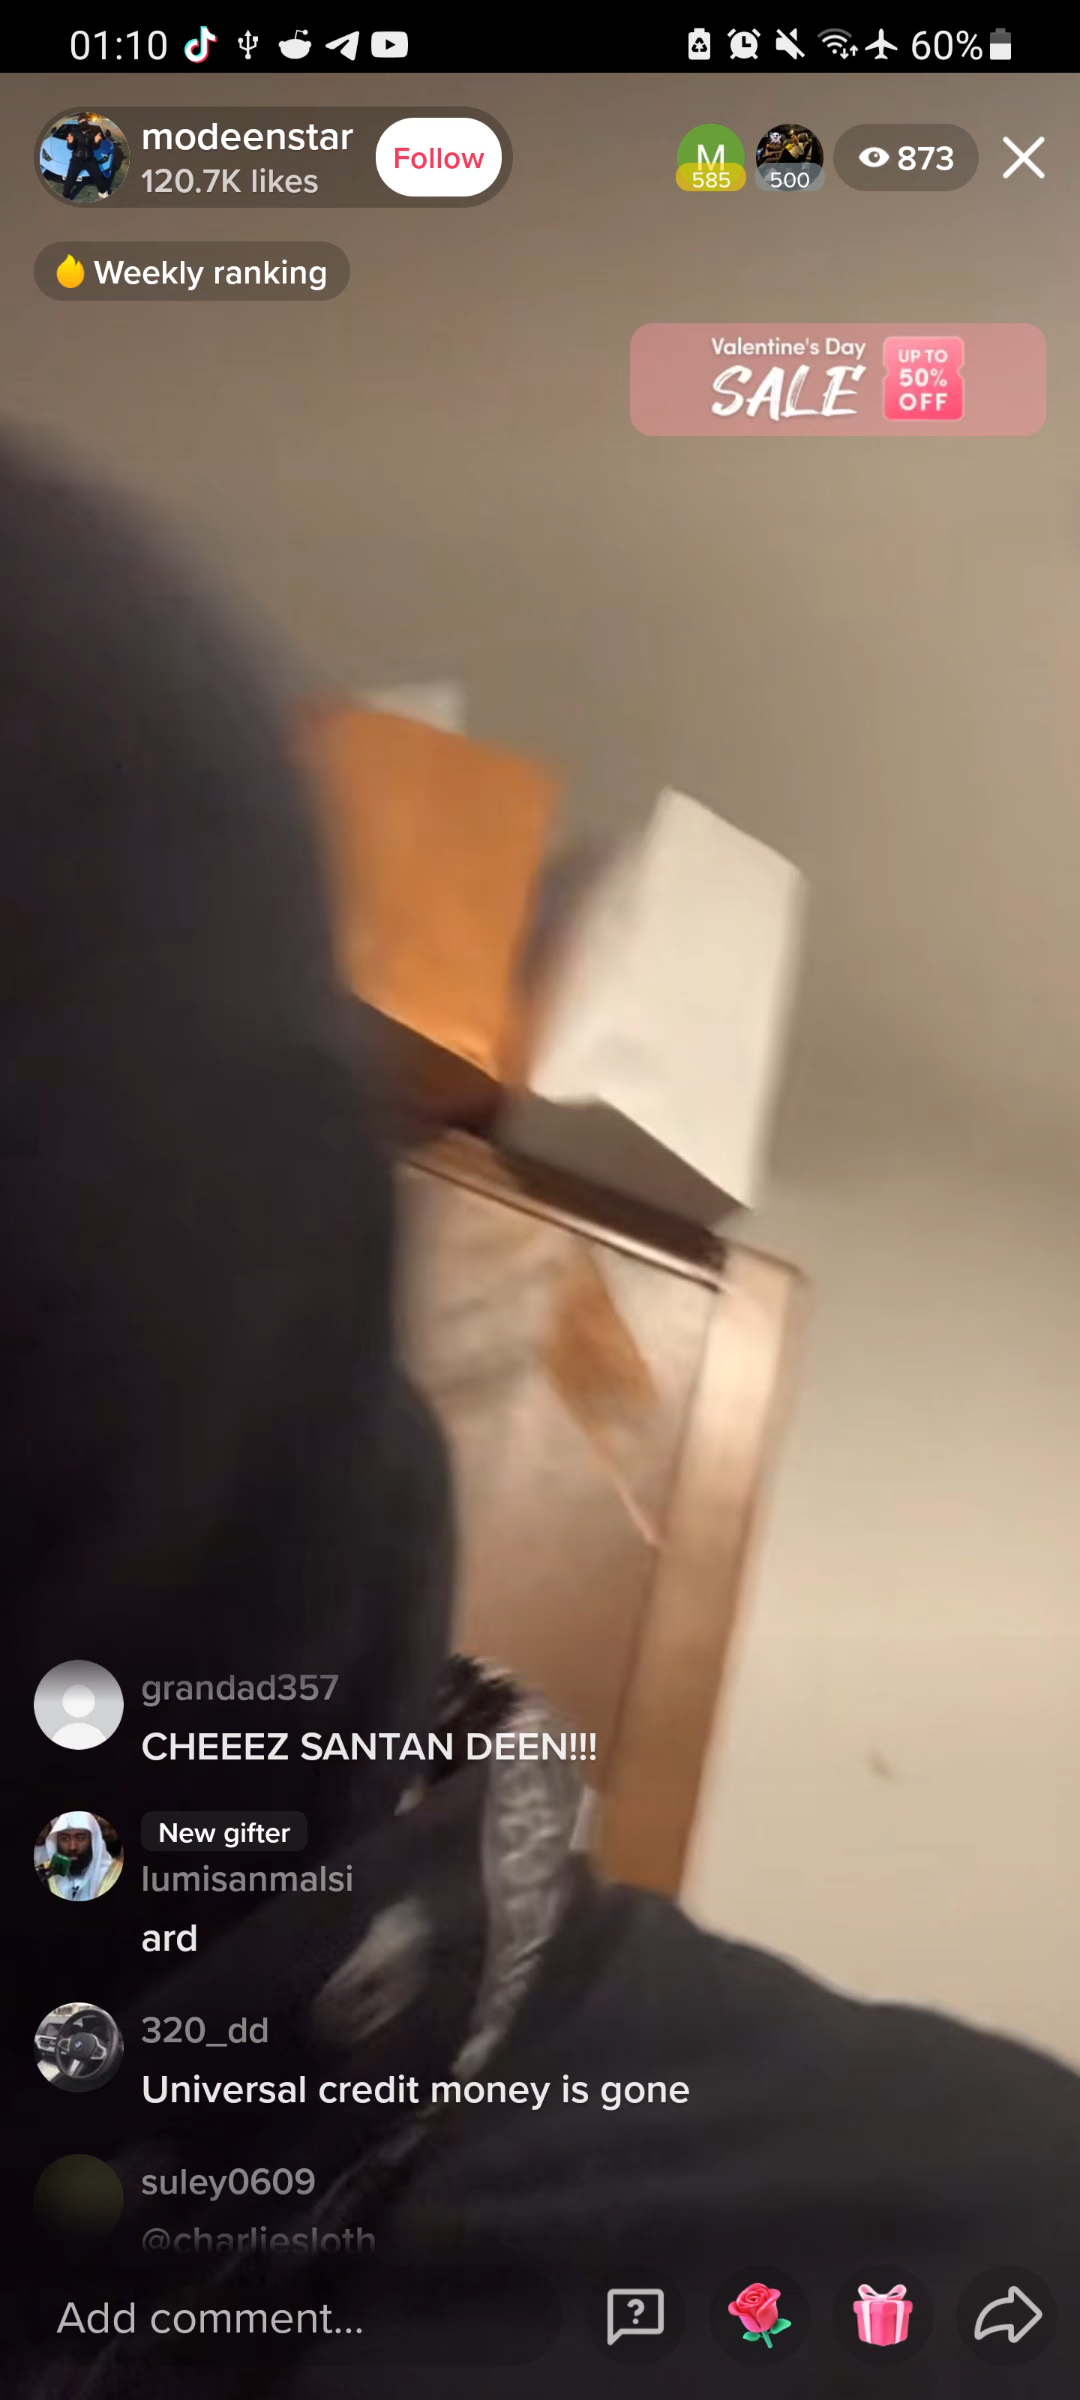 01:10 60%
modeenstar
120.7K likes
Follow
M
585
500
873
Weekly ranking
Valentine's Day
SALE
UP TO
50%
OFF
grandad357
CHEEEZ SANTAN DEEN!!!
New gifter
lumisanmalsi
ard
320_dd
Universal credit money is gone
suley0609
@charliesloth
Add comment...